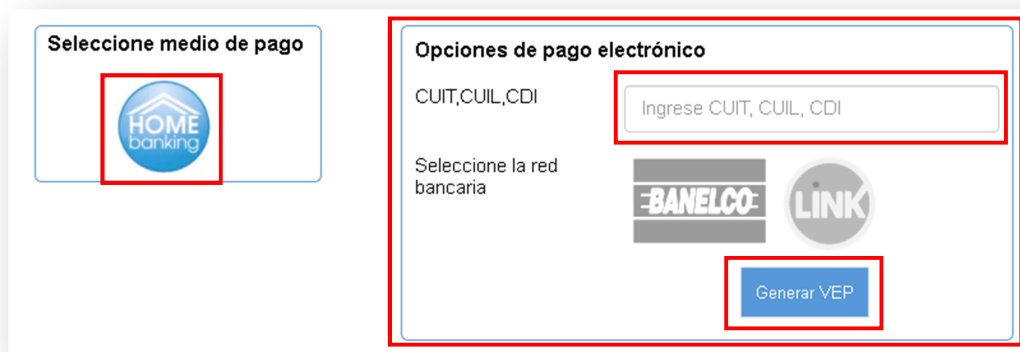 Seleccione medio de pago
HOME
banking
Opciones de pago electrónico
CUIT,CUIL,CDI
Ingrese CUIT, CUIL, CDI
Seleccione la red
bancaria
BANELCO
LINK
Generar VEP